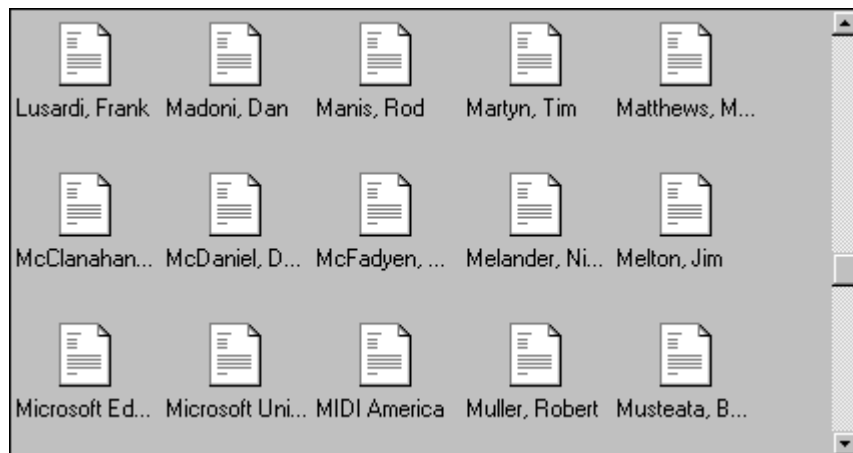 Lusardi, Frank Madoni, Dan Manis, Rod Martyn, Tim Matthews, M...
McClanahan... McDaniel, D... McFadyen, ... Melander, Ni... Melton, Jim
Microsoft Ed... Microsoft Uni... MIDI America Muller, Robert Musteata, B...